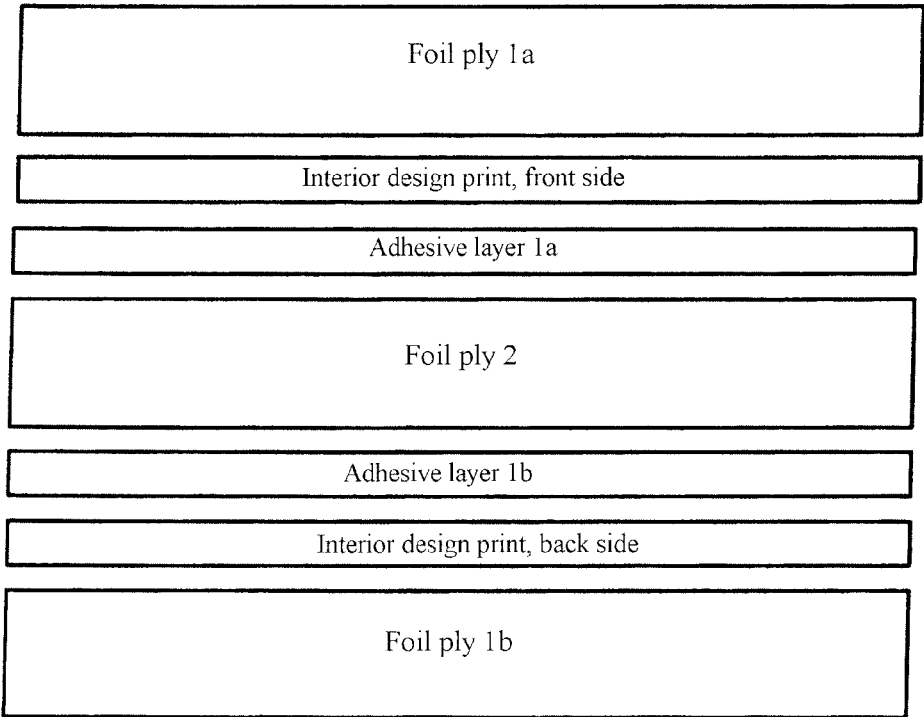 Foil ply 1a
Interior design print, front side
Adhesive layer 1a
Foil ply 2
Adhesive layer 1b
Interior design print, back side
Foil ply 1b